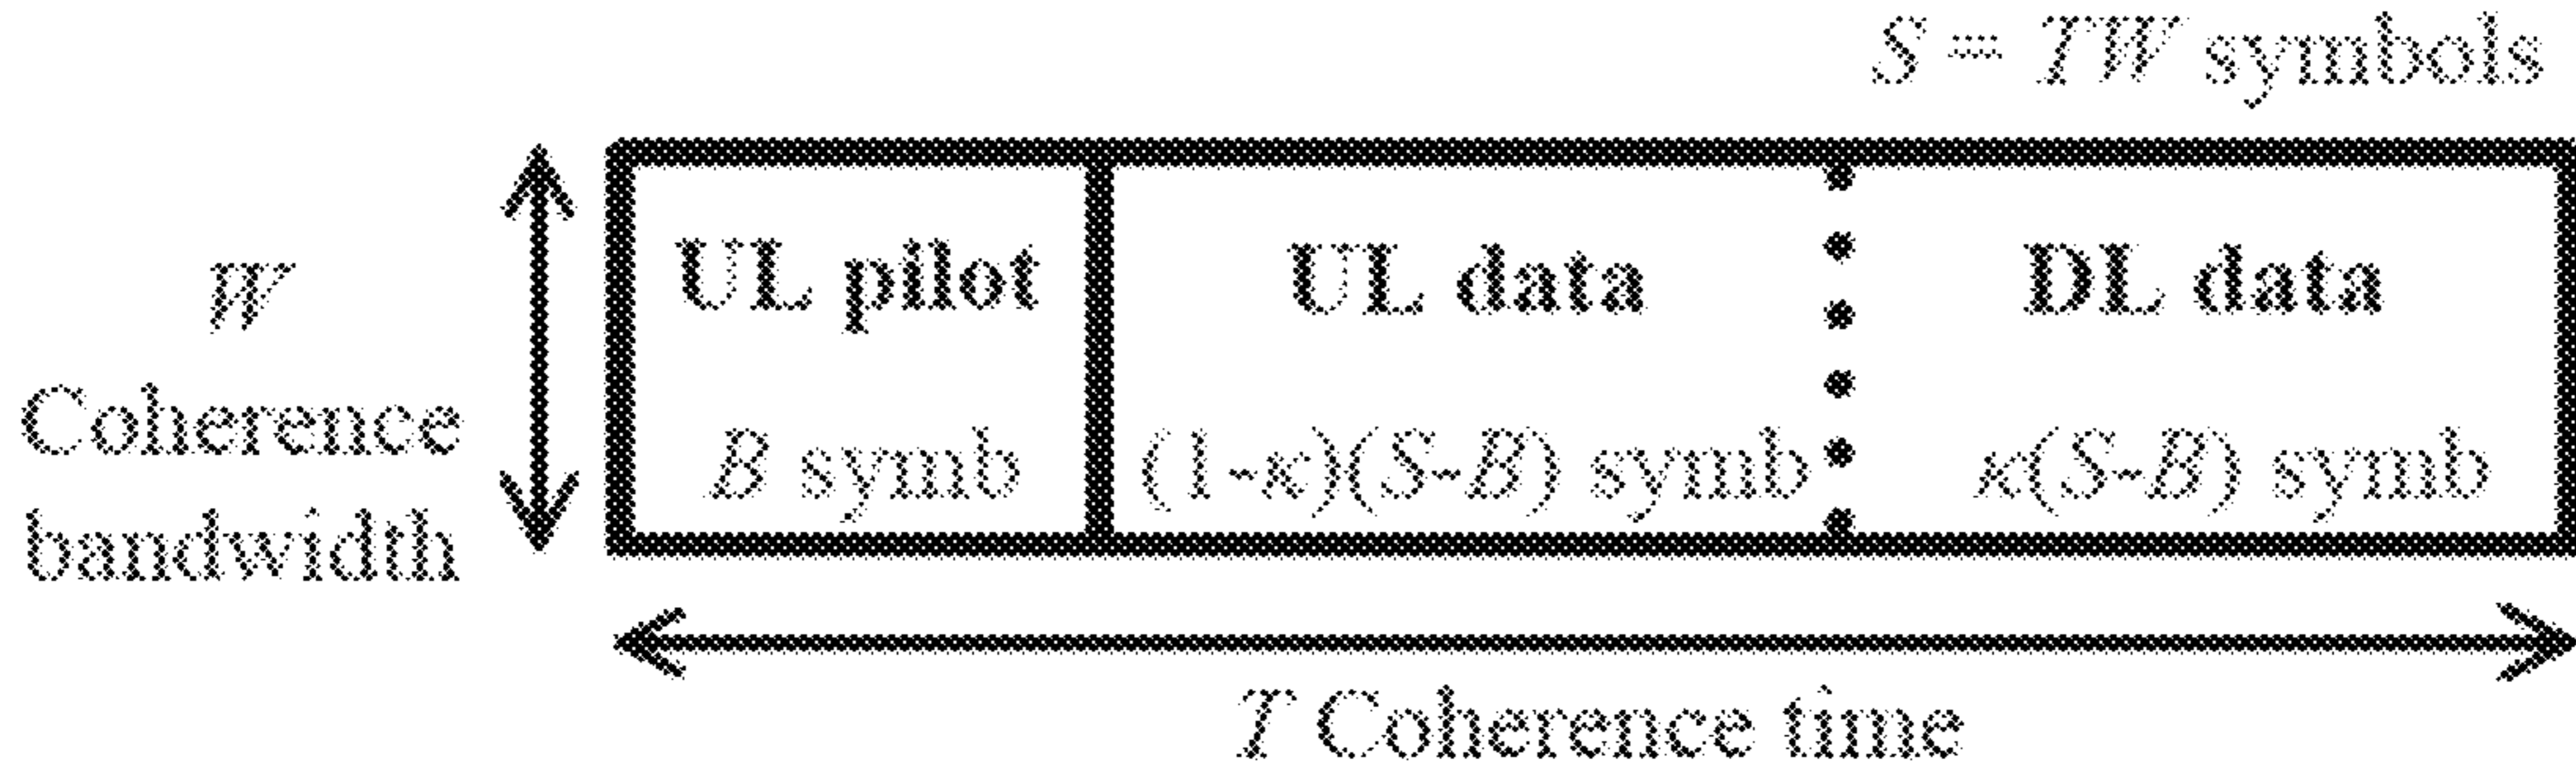 S = TW symbols
W
Coherence
bandwidth
UL pilot
B symb
UL data
(1-κ)(S-B) symb
DL data
κ(S-B) symb
T Coherence time